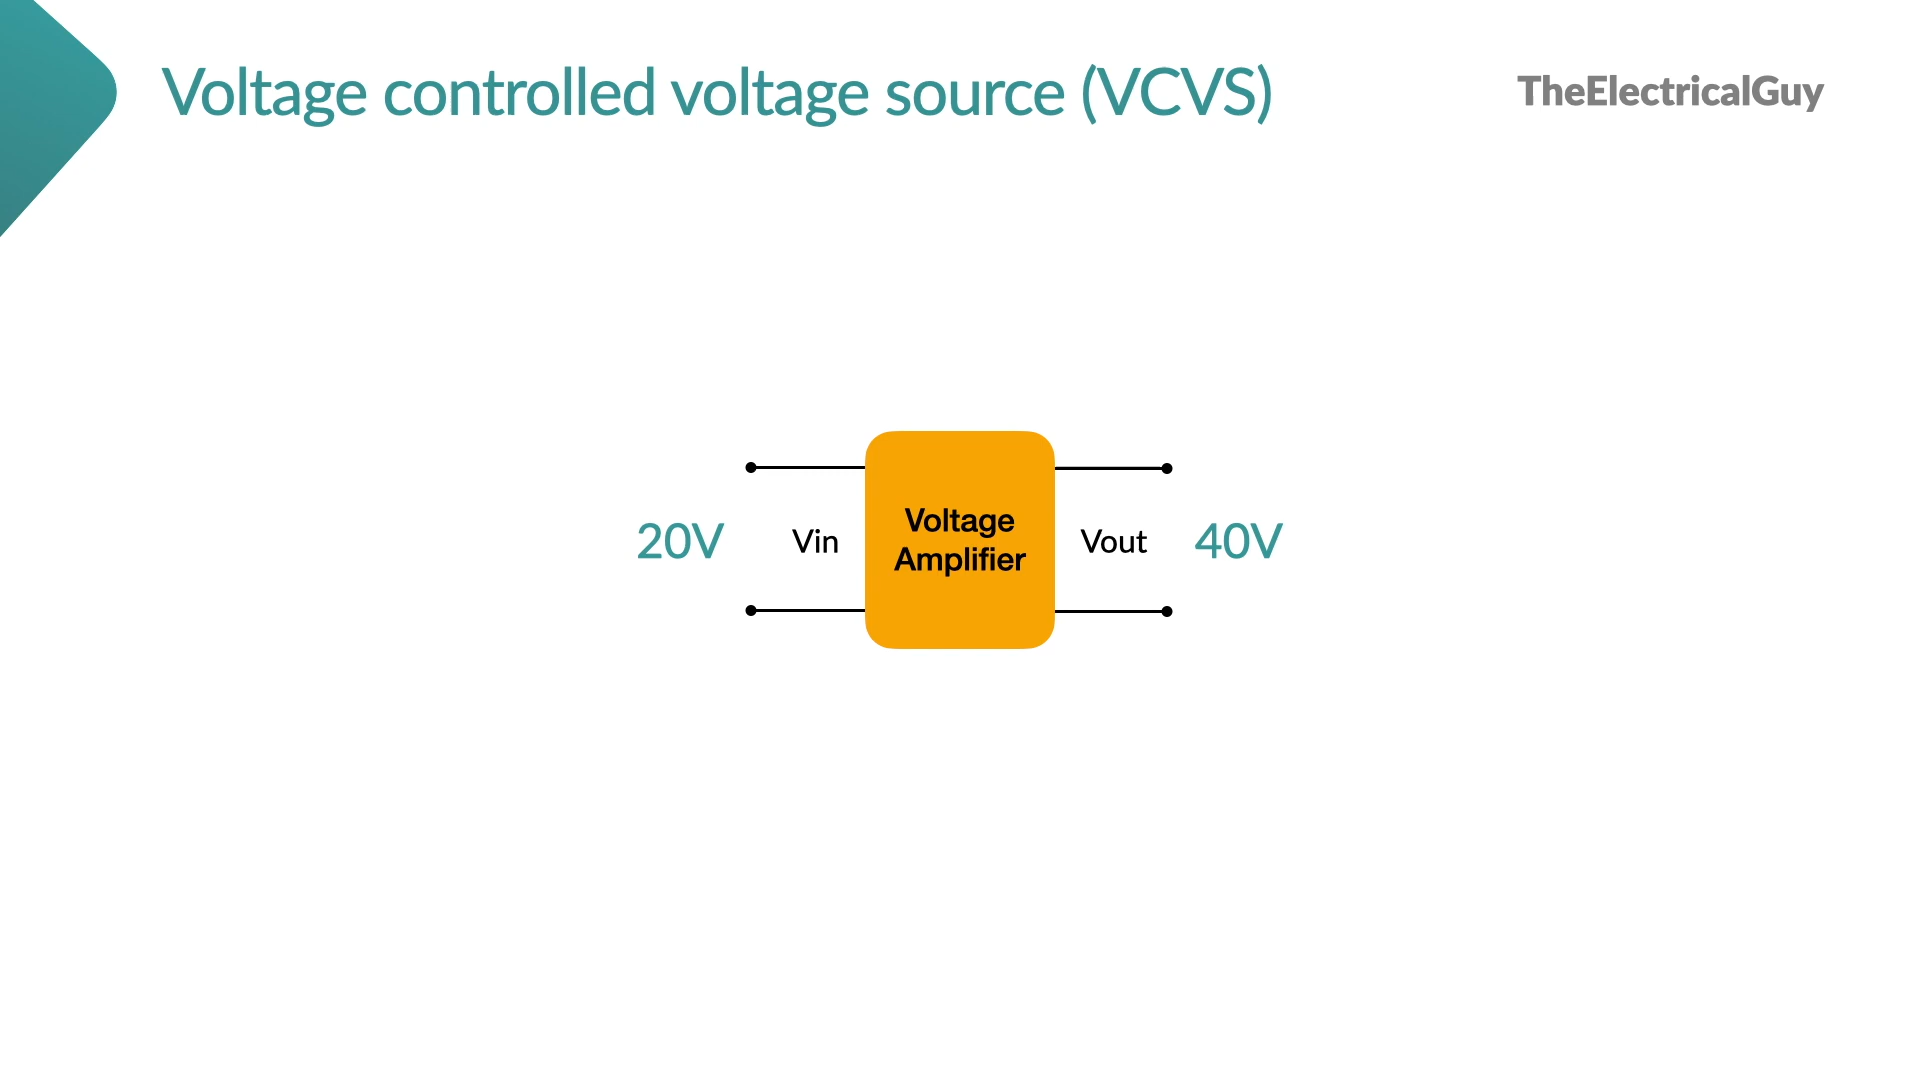 Voltage controlled voltage source (VCVS)
TheElectricalGuy
20V
Vin
Voltage
Amplifier
Vout
40V